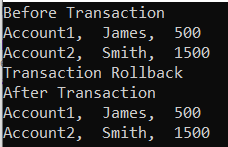 Before Transaction
Account1,  James,  500
Account2,  Smith,  1500
Transaction Rollback
After Transaction
Account1,  James,  500
Account2,  Smith,  1500